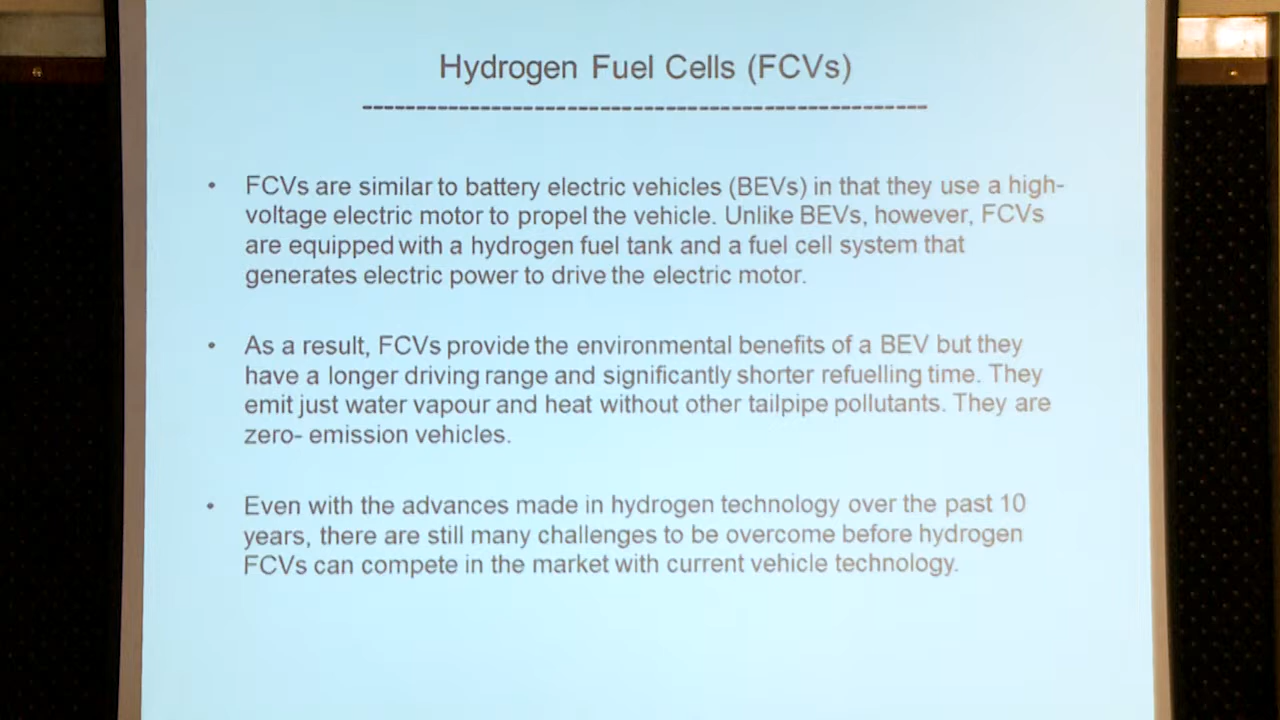 Hydrogen Fuel Cells (FCVs)
------------------------------------------------------
• FCVs are similar to battery electric vehicles (BEVs) in that they use a high-
voltage electric motor to propel the vehicle. Unlike BEVs, however, FCVs
are equipped with a hydrogen fuel tank and a fuel cell system that
generates electric power to drive the electric motor.
• As a result, FCVs provide the environmental benefits of a BEV but they
have a longer driving range and significantly shorter refuelling time. They
emit just water vapour and heat without other tailpipe pollutants. They are
zero- emission vehicles.
• Even with the advances made in hydrogen technology over the past 10
years, there are still many challenges to be overcome before hydrogen
FCVs can compete in the market with current vehicle technology.